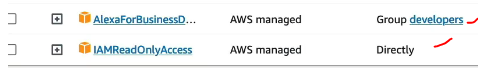 AlexaForBusinessD... AWS managed Group developers
IAMReadOnlyAccess AWS managed Directly